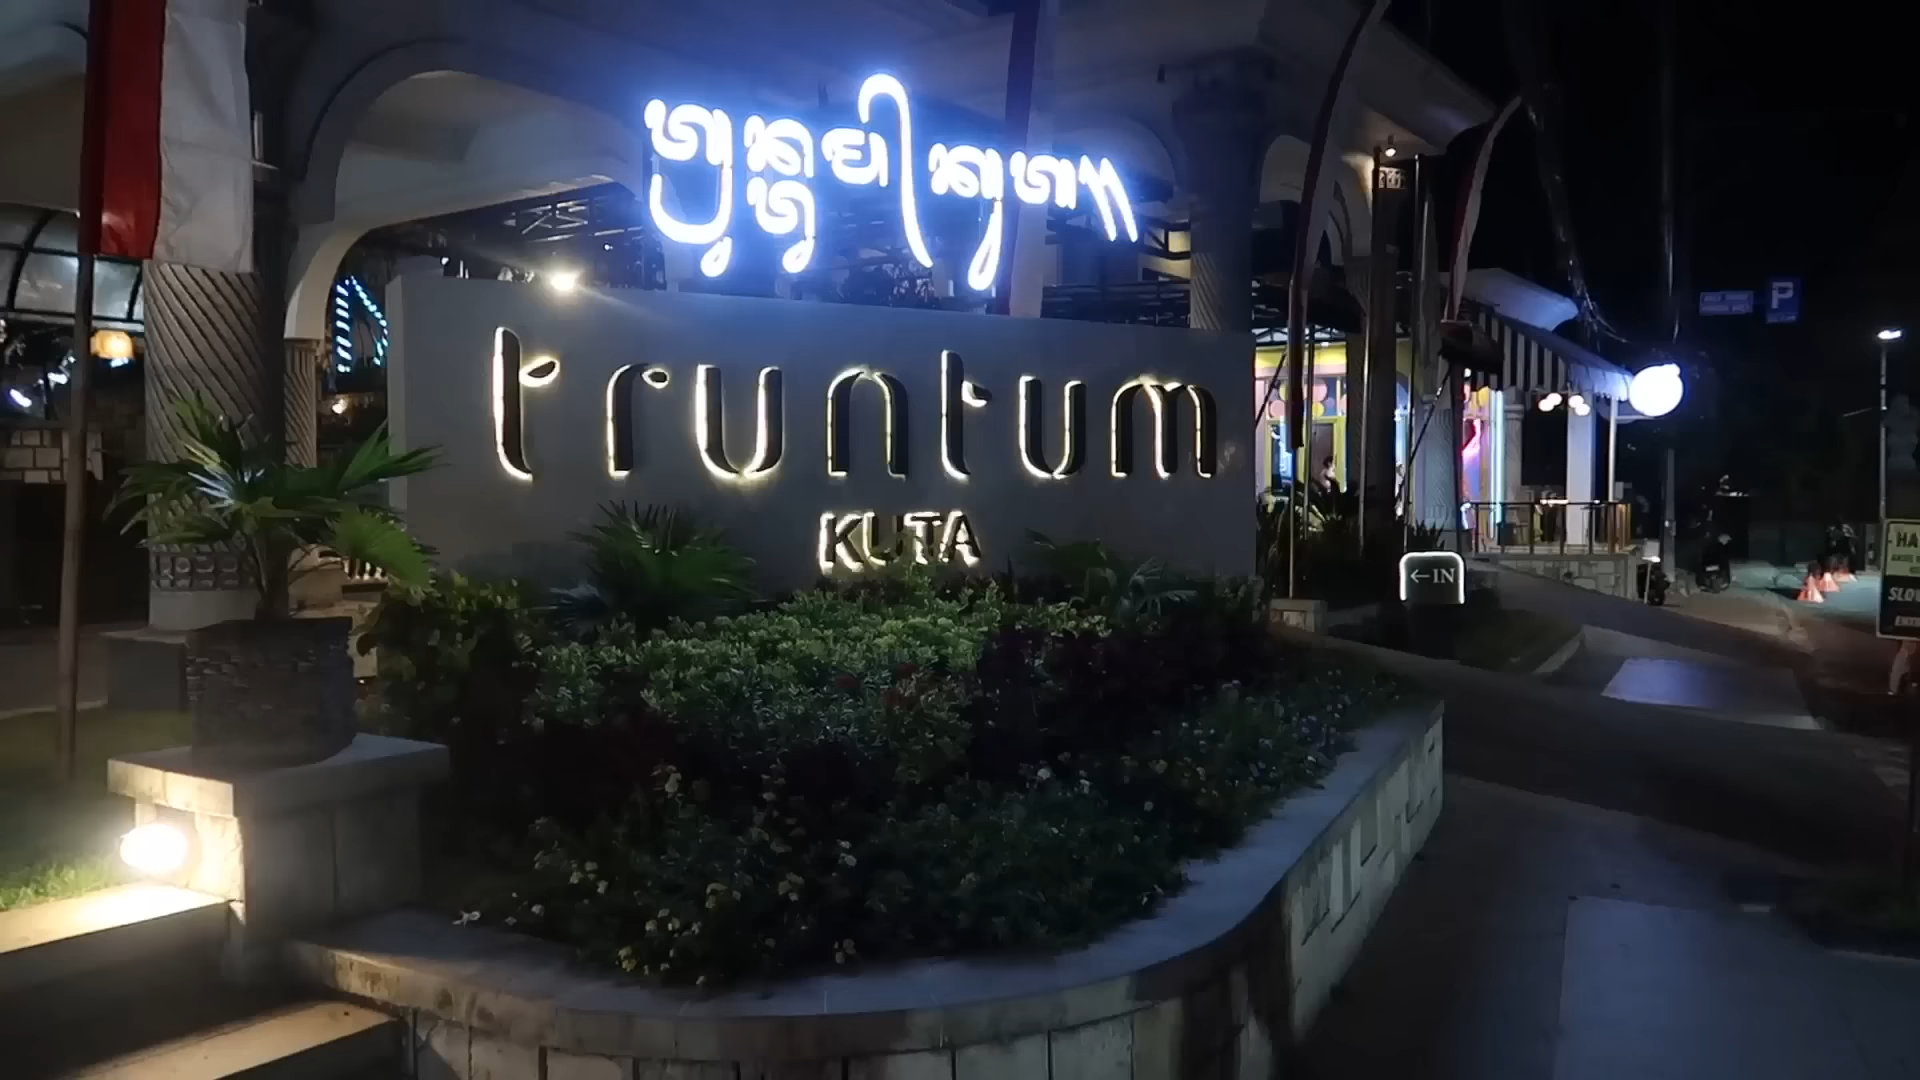 ᬢ᭄ᬭᬸᬦ᭄ᬢᬸᬫ᭄‌ᬓᬸᬢ᭟
truntum
KUTA
←IN
P